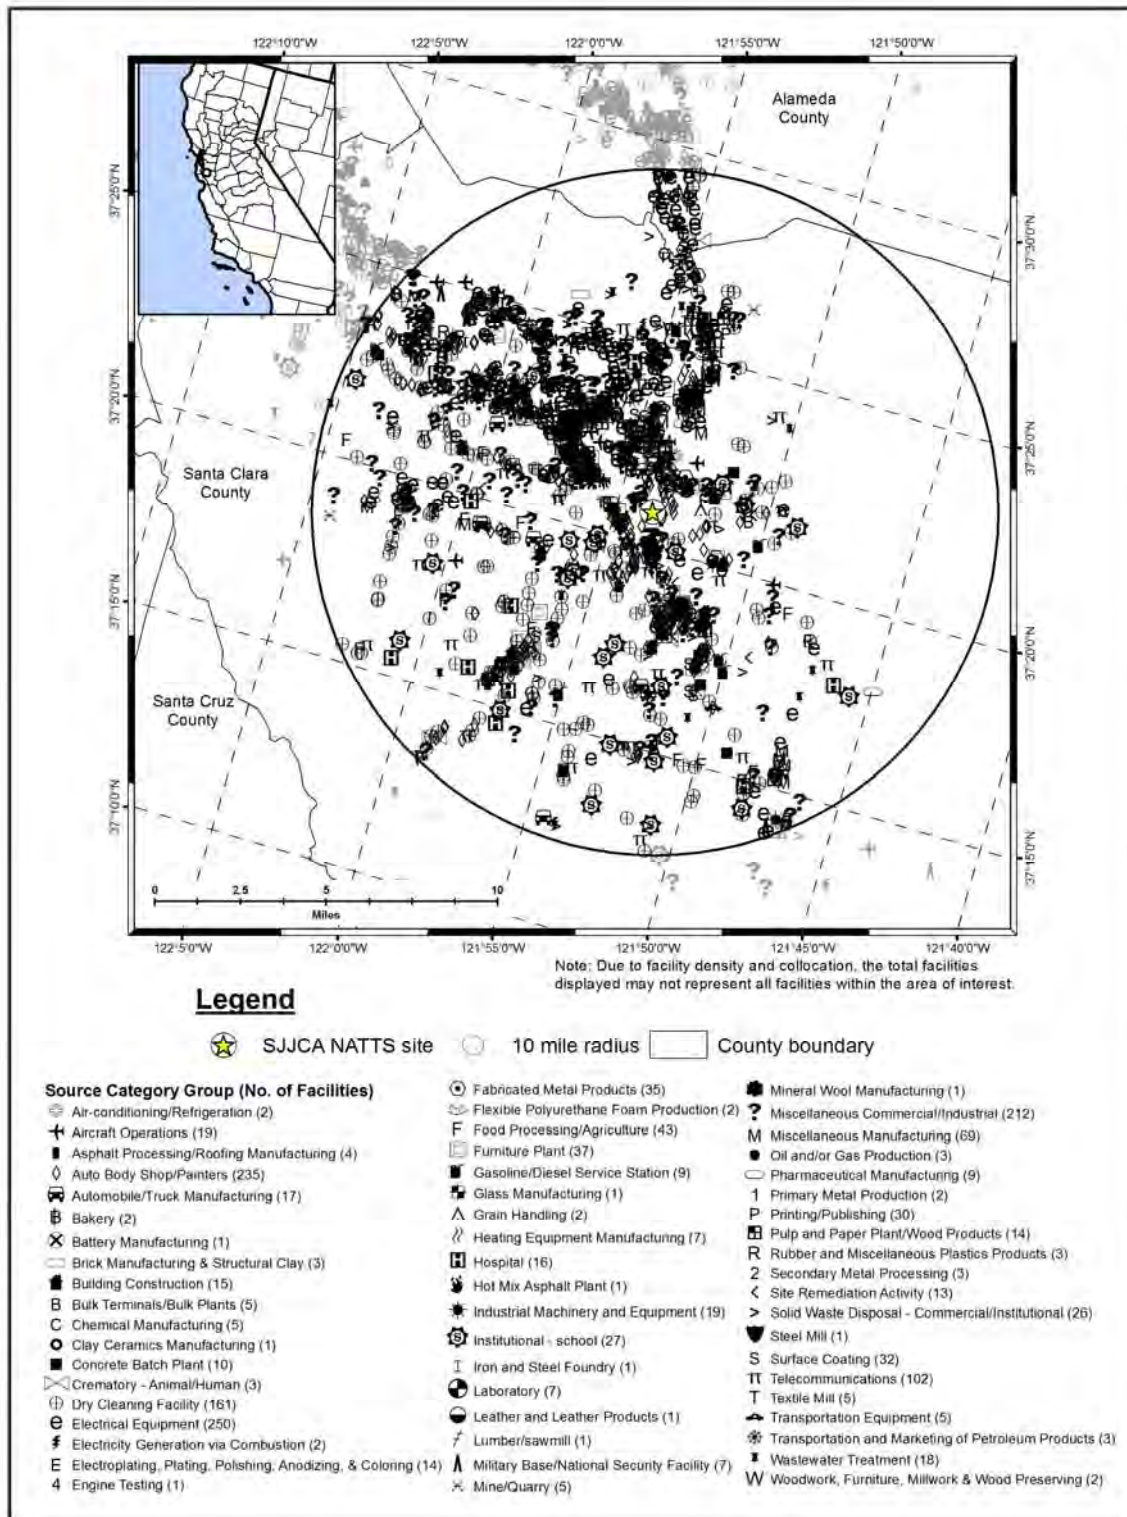 122°10'0"W 122°5'0"W 122°0'0"W 121°55'0"W 121°50'0"W
Alameda
County
37°25'0"N
37°30'0"N
37°20'0"N
37°25'0"N
Santa Clara
County
37°15'0"N
37°20'0"N
Santa Cruz
County
37°10'0"N
37°15'0"N
0 2.5 5 10
Miles
122°5'0"W 122°0'0"W 121°55'0"W 121°50'0"W 121°45'0"W 121°40'0"W
Note: Due to facility density and collocation, the total facilities
displayed may not represent all facilities within the area of interest.
Legend
SJJCA NATTS site 10 mile radius County boundary
Source Category Group (No. of Facilities)
Air-conditioning/Refrigeration (2)
Aircraft Operations (19)
Asphalt Processing/Roofing Manufacturing (4)
Auto Body Shop/Painters (235)
Automobile/Truck Manufacturing (17)
Bakery (2)
Battery Manufacturing (1)
Brick Manufacturing & Structural Clay (3)
Building Construction (15)
B Bulk Terminals/Bulk Plants (5)
C Chemical Manufacturing (5)
Clay Ceramics Manufacturing (1)
Concrete Batch Plant (10)
Crematory - Animal/Human (3)
Dry Cleaning Facility (161)
e Electrical Equipment (250)
Electricity Generation via Combustion (2)
E Electroplating, Plating, Polishing, Anodizing, & Coloring (14)
4 Engine Testing (1)
Fabricated Metal Products (35)
Flexible Polyurethane Foam Production (2)
F Food Processing/Agriculture (43)
Furniture Plant (37)
Gasoline/Diesel Service Station (9)
Glass Manufacturing (1)
Grain Handling (2)
Heating Equipment Manufacturing (7)
H Hospital (16)
Hot Mix Asphalt Plant (1)
Industrial Machinery and Equipment (19)
S Institutional - school (27)
Iron and Steel Foundry (1)
Laboratory (7)
Leather and Leather Products (1)
Lumber/sawmill (1)
Military Base/National Security Facility (7)
Mine/Quarry (5)
Mineral Wool Manufacturing (1)
? Miscellaneous Commercial/Industrial (212)
M Miscellaneous Manufacturing (69)
Oil and/or Gas Production (3)
Pharmaceutical Manufacturing (9)
1 Primary Metal Production (2)
P Printing/Publishing (30)
Pulp and Paper Plant/Wood Products (14)
R Rubber and Miscellaneous Plastics Products (3)
2 Secondary Metal Processing (3)
< Site Remediation Activity (13)
> Solid Waste Disposal - Commercial/Institutional (26)
Steel Mill (1)
S Surface Coating (32)
π Telecommunications (102)
T Textile Mill (5)
Transportation Equipment (5)
Transportation and Marketing of Petroleum Products (3)
Wastewater Treatment (18)
W Woodwork, Furniture, Millwork & Wood Preserving (2)